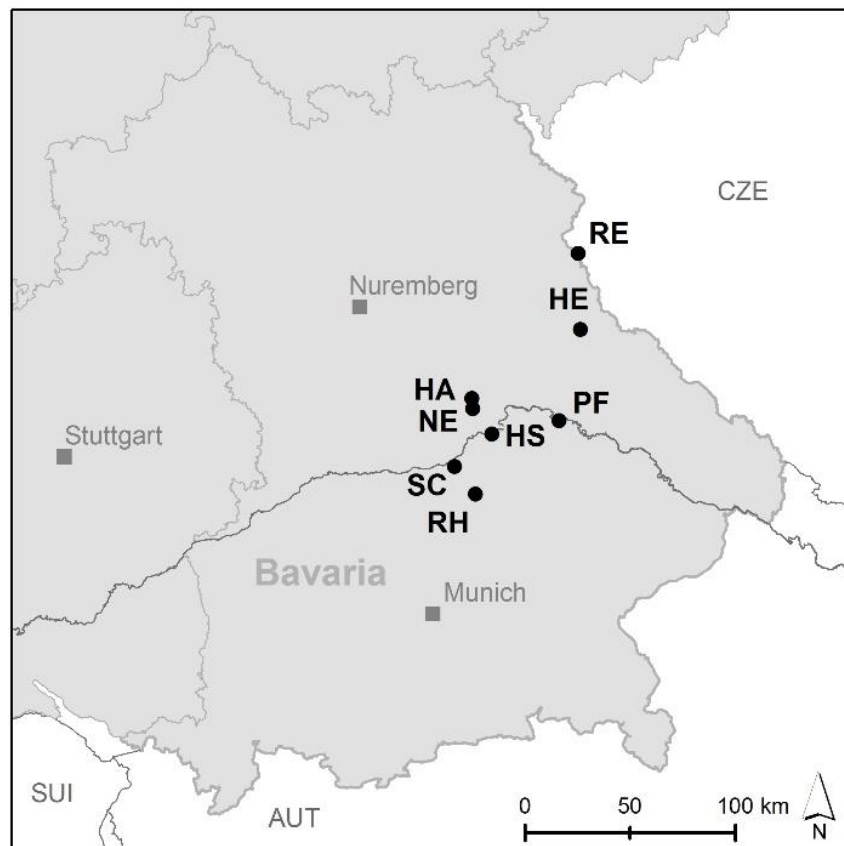 CZE
RE
Nuremberg
HE
HA
NE
PF
HS
Stuttgart
SC
RH
Bavaria
Munich
SUI
AUT
0 50 100 km
N